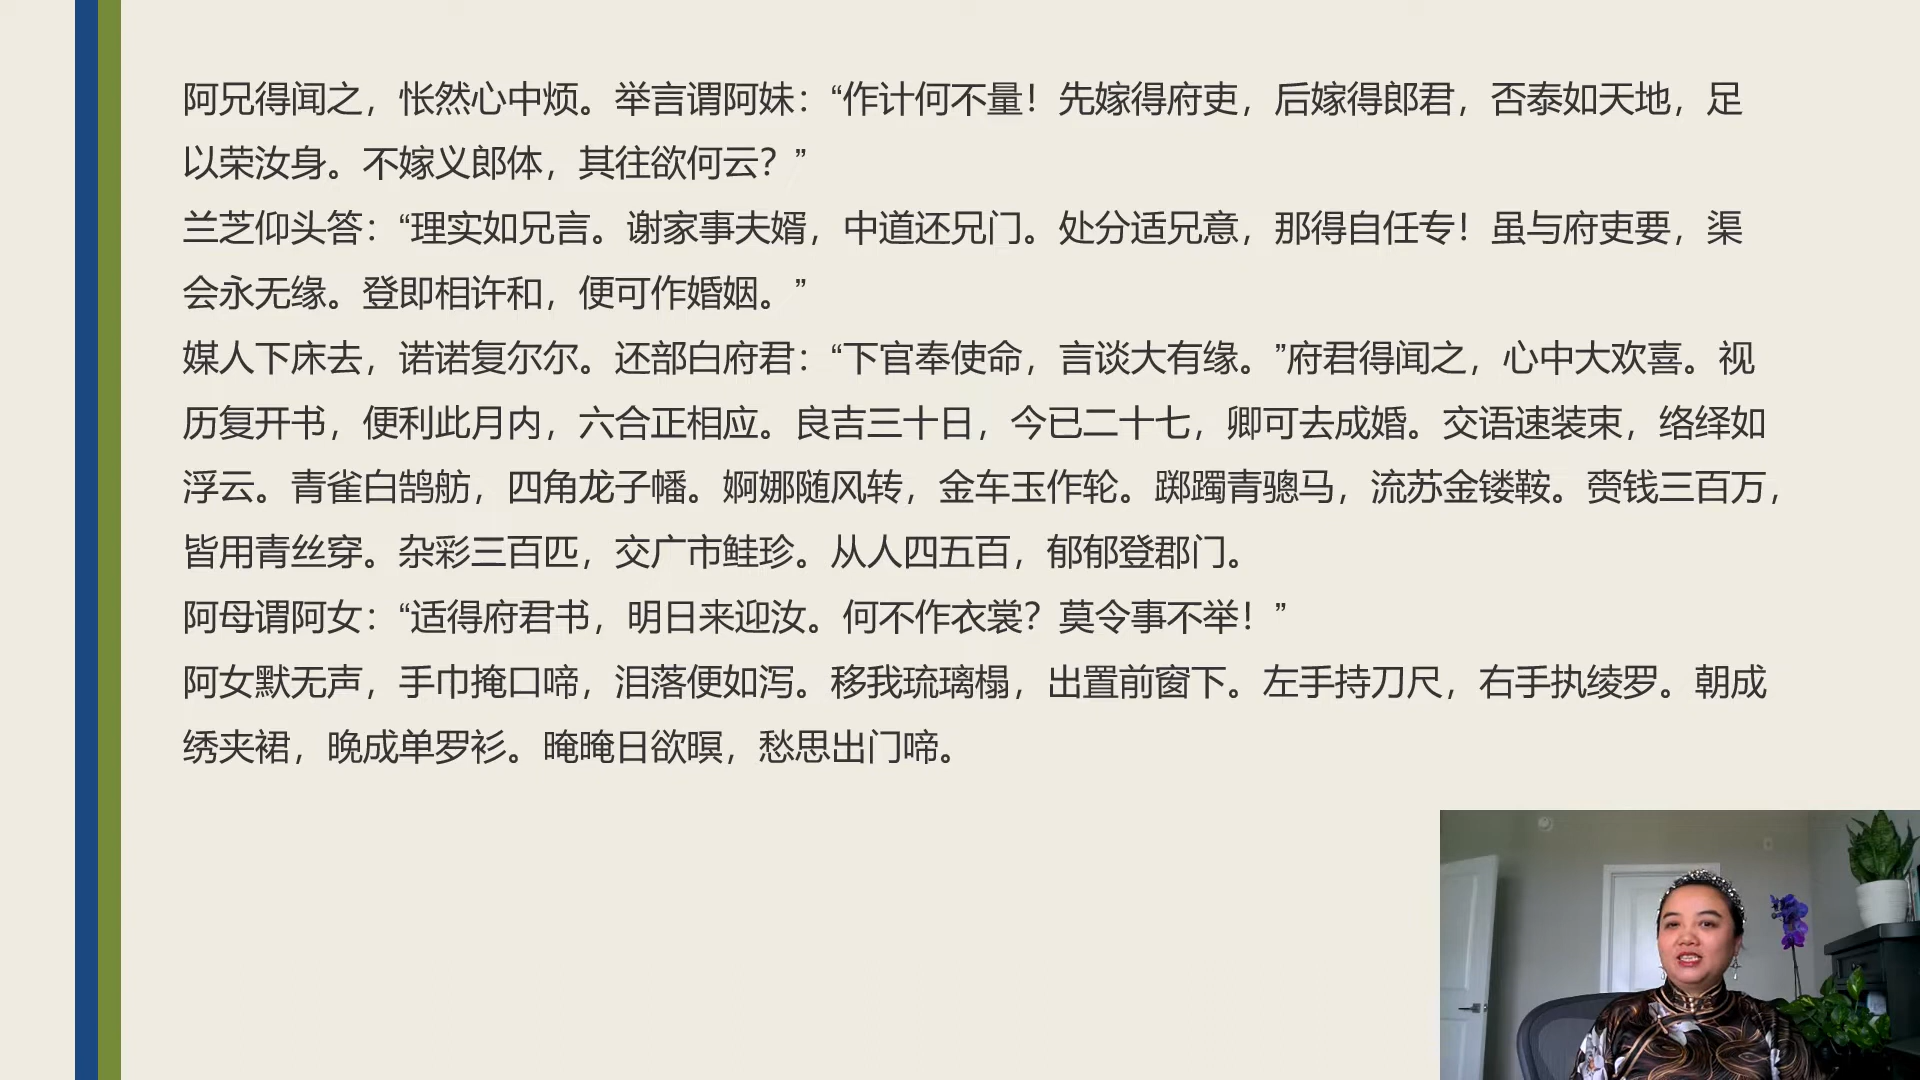 阿兄得闻之，怅然心中烦。举言谓阿妹：“作计何不量！先嫁得府吏，后嫁得郎君，否泰如天地，足
以荣汝身。不嫁义郎体，其往欲何云？”
兰芝仰头答：“理实如兄言。谢家事夫婿，中道还兄门。处分适兄意，那得自任专！虽与府吏要，渠
会永无缘。登即相许和，便可作婚姻。”
媒人下床去，诺诺复尔尔。还部白府君：“下官奉使命，言谈大有缘。”府君得闻之，心中大欢喜。视
历复开书，便利此月内，六合正相应。良吉三十日，今已二十七，卿可去成婚。交语速装束，络绎如
浮云。青雀白鹄舫，四角龙子幡。婀娜随风转，金车玉作轮。踯躅青骢马，流苏金镂鞍。赍钱三百万，
皆用青丝穿。杂彩三百匹，交广市鲑珍。从人四五百，郁郁登郡门。
阿母谓阿女：“适得府君书，明日来迎汝。何不作衣裳？莫令事不举！”
阿女默无声，手巾掩口啼，泪落便如泻。移我琉璃榻，出置前窗下。左手持刀尺，右手执绫罗。朝成
绣夹裙，晚成单罗衫。晻晻日欲暝，愁思出门啼。